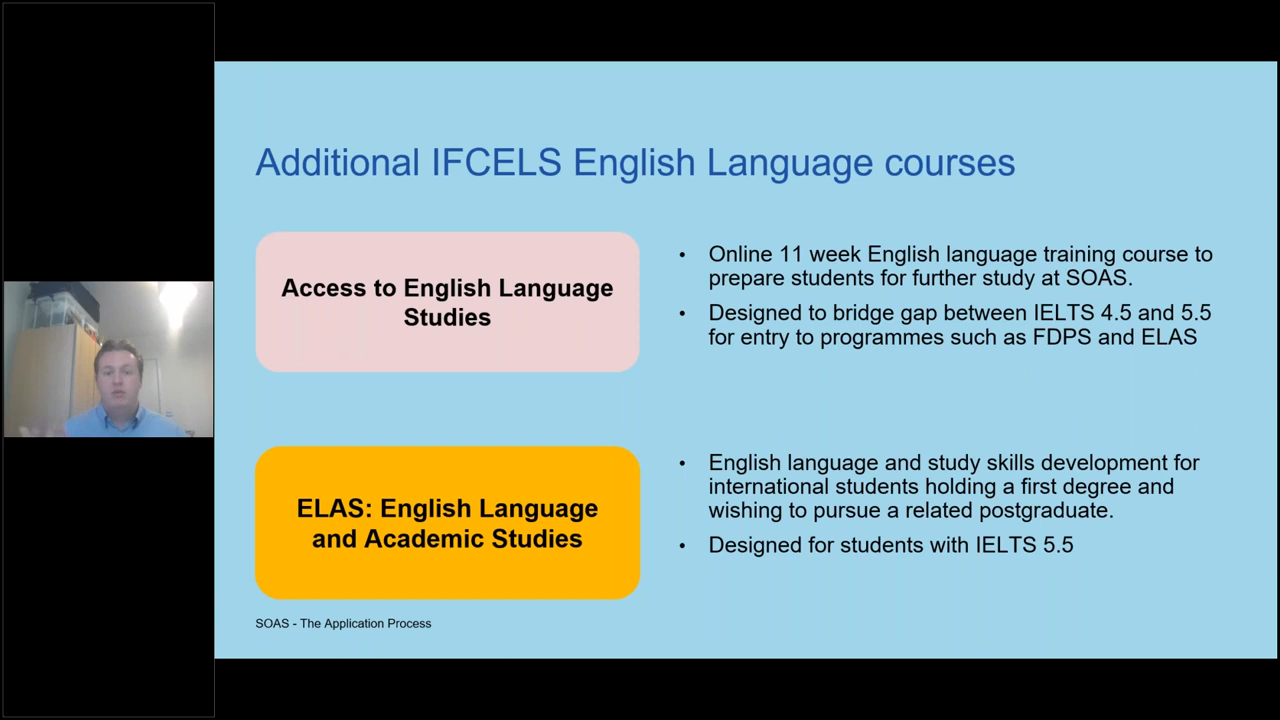 Additional IFCELS English Language courses
Access to English Language
Studies
• Online 11 week English language training course to
prepare students for further study at SOAS.
• Designed to bridge gap between IELTS 4.5 and 5.5
for entry to programmes such as FDPS and ELAS
ELAS: English Language
and Academic Studies
• English language and study skills development for
international students holding a first degree and
wishing to pursue a related postgraduate.
• Designed for students with IELTS 5.5
SOAS - The Application Process